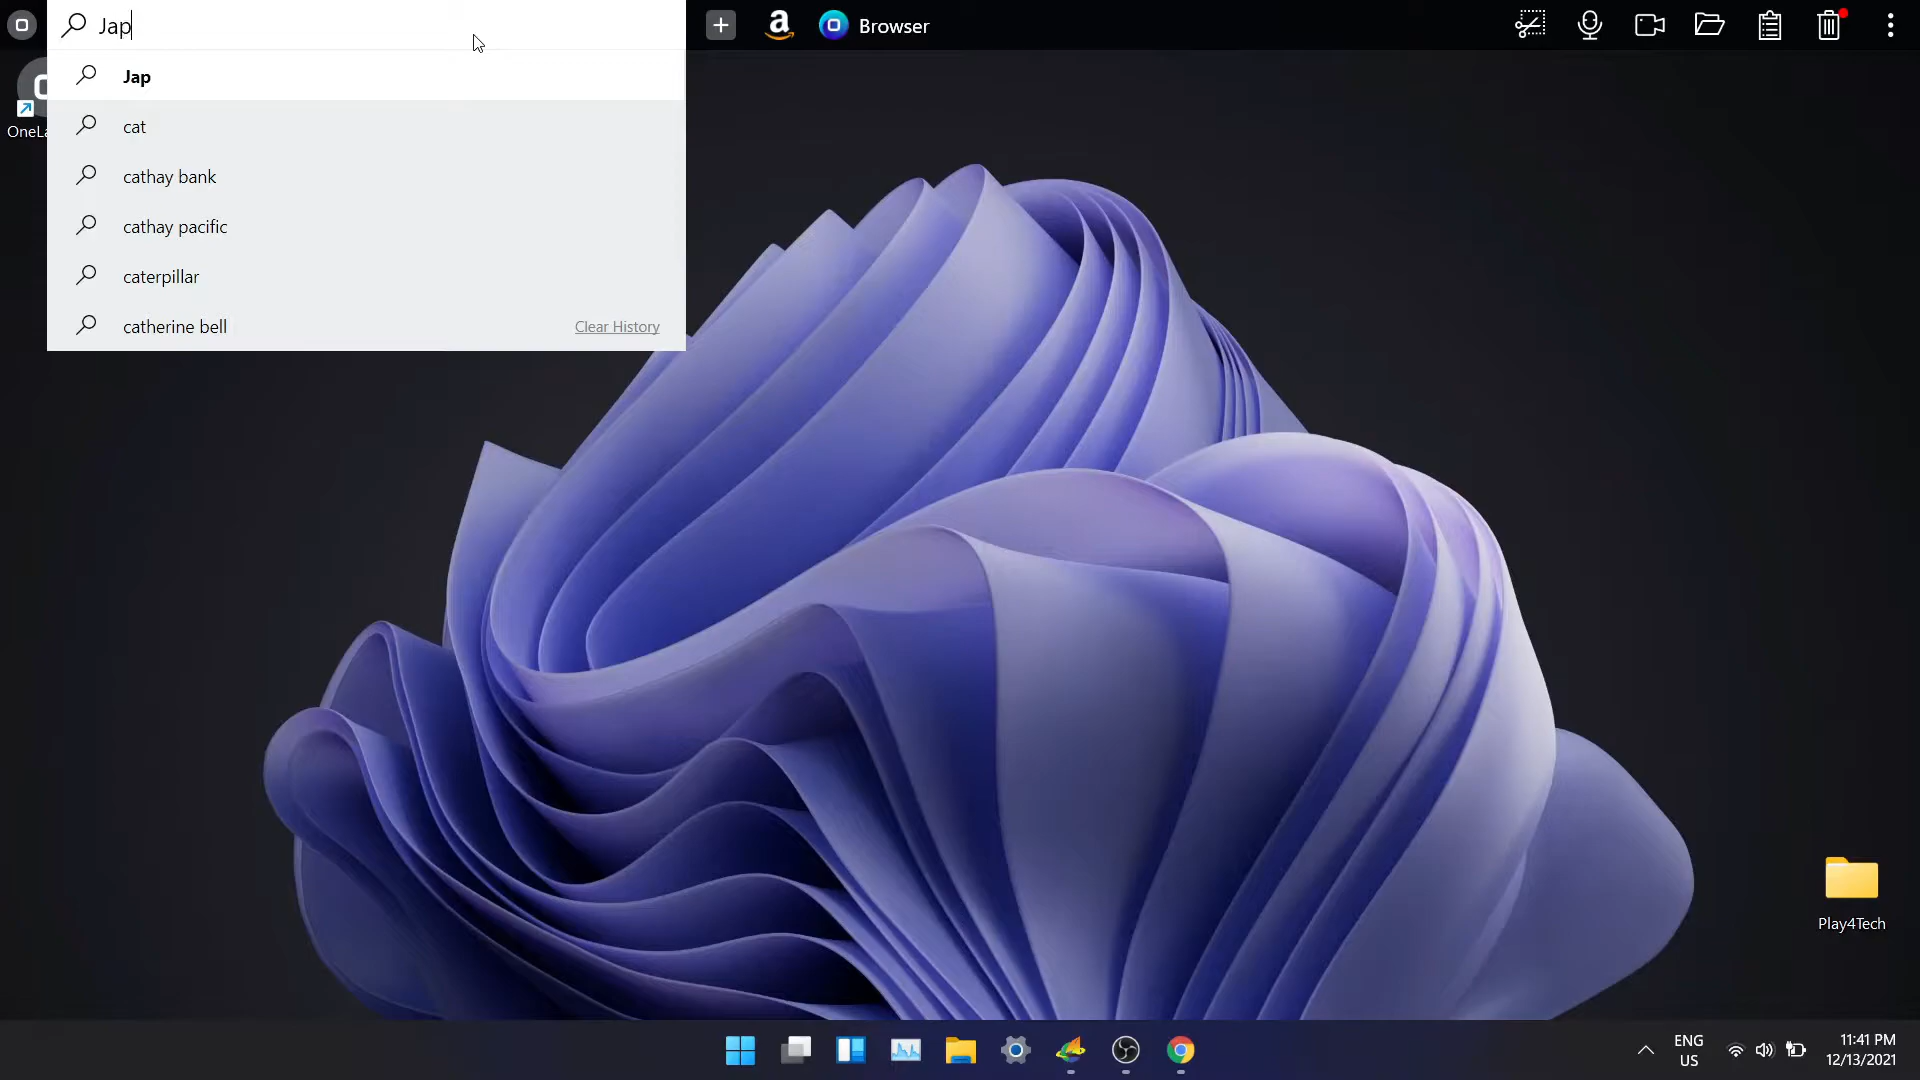 Jap
Browser
Jap
cat
cathay bank
cathay pacific
caterpillar
catherine bell
Clear History
OneLa
Play4Tech
ENG
US
11:41 PM
12/13/2021